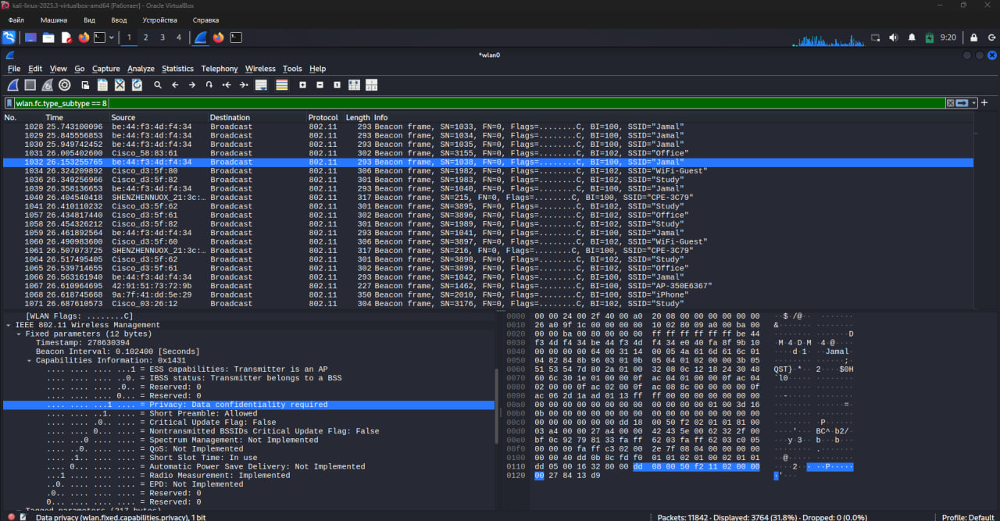 kali-linux-2025.3-virtualbox-amd64 [Работает] - Oracle VirtualBox
Файл Машина Вид Ввод Устройства Справка
1 2 3 4 9:20
*wlan0
File Edit View Go Capture Analyze Statistics Telephony Wireless Tools Help
wlan.fc.type_subtype == 8
No. Time Source Destination Protocol Length Info
1028 25.743100096 be:44:f3:4d:f4:34 Broadcast 802.11 293 Beacon frame, SN=1033, FN=0, Flags=........C, BI=100, SSID="Jamal"
1029 25.845556853 be:44:f3:4d:f4:34 Broadcast 802.11 293 Beacon frame, SN=1034, FN=0, Flags=........C, BI=100, SSID="Jamal"
1030 25.949742452 be:44:f3:4d:f4:34 Broadcast 802.11 293 Beacon frame, SN=1035, FN=0, Flags=........C, BI=100, SSID="Jamal"
1031 26.005402600 Cisco_58:83:61 Broadcast 802.11 302 Beacon frame, SN=3155, FN=0, Flags=........C, BI=102, SSID="Office"
1032 26.153255765 be:44:f3:4d:f4:34 Broadcast 802.11 293 Beacon frame, SN=1038, FN=0, Flags=........C, BI=100, SSID="Jamal"
1034 26.324209892 Cisco_d3:5f:80 Broadcast 802.11 306 Beacon frame, SN=1982, FN=0, Flags=........C, BI=102, SSID="WiFi-Guest"
1036 26.349256966 Cisco_d3:5f:82 Broadcast 802.11 301 Beacon frame, SN=1983, FN=0, Flags=........C, BI=102, SSID="Study"
1039 26.358136653 be:44:f3:4d:f4:34 Broadcast 802.11 293 Beacon frame, SN=1040, FN=0, Flags=........C, BI=100, SSID="Jamal"
1040 26.404540418 SHENZHENNUOX_21:3c:... Broadcast 802.11 317 Beacon frame, SN=215, FN=0, Flags=........C, BI=100, SSID="CPE-3C79"
1041 26.410110232 Cisco_d3:5f:62 Broadcast 802.11 301 Beacon frame, SN=3895, FN=0, Flags=........C, BI=102, SSID="Study"
1057 26.434817440 Cisco_d3:5f:61 Broadcast 802.11 302 Beacon frame, SN=3896, FN=0, Flags=........C, BI=102, SSID="Office"
1058 26.454326212 Cisco_d3:5f:82 Broadcast 802.11 301 Beacon frame, SN=1989, FN=0, Flags=........C, BI=102, SSID="Study"
1059 26.461892564 be:44:f3:4d:f4:34 Broadcast 802.11 293 Beacon frame, SN=1041, FN=0, Flags=........C, BI=100, SSID="Jamal"
1060 26.490983600 Cisco_d3:5f:60 Broadcast 802.11 306 Beacon frame, SN=3897, FN=0, Flags=........C, BI=102, SSID="WiFi-Guest"
1061 26.507073725 SHENZHENNUOX_21:3c:... Broadcast 802.11 317 Beacon frame, SN=216, FN=0, Flags=........C, BI=100, SSID="CPE-3C79"
1064 26.517495405 Cisco_d3:5f:62 Broadcast 802.11 301 Beacon frame, SN=3898, FN=0, Flags=........C, BI=102, SSID="Study"
1065 26.539714655 Cisco_d3:5f:61 Broadcast 802.11 302 Beacon frame, SN=3899, FN=0, Flags=........C, BI=102, SSID="Office"
1066 26.563161940 be:44:f3:4d:f4:34 Broadcast 802.11 293 Beacon frame, SN=1042, FN=0, Flags=........C, BI=100, SSID="Jamal"
1067 26.610964695 42:91:51:73:72:9b Broadcast 802.11 227 Beacon frame, SN=1462, FN=0, Flags=........C, BI=100, SSID="AP-350E6367"
1068 26.618745668 9a:7f:41:dd:5e:29 Broadcast 802.11 350 Beacon frame, SN=2010, FN=0, Flags=........C, BI=100, SSID="iPhone"
1071 26.687610573 Cisco_03:26:12 Broadcast 802.11 304 Beacon frame, SN=3176, FN=0, Flags=........C, BI=102, SSID="Study"
[WLAN Flags: ........C]
IEEE 802.11 Wireless Management
Fixed parameters (12 bytes)
Timestamp: 278630394
Beacon Interval: 0.102400 [Seconds]
Capabilities Information: 0x1431
.... .... .... ...1 = ESS capabilities: Transmitter is an AP
.... .... .... ..0. = IBSS status: Transmitter belongs to a BSS
.... .... .... .0.. = Reserved: 0
.... .... .... 0... = Reserved: 0
.... .... ...1 .... = Privacy: Data confidentiality required
.... .... ..1. .... = Short Preamble: Allowed
.... .... .0.. .... = Critical Update Flag: False
.... .... 0... .... = Nontransmitted BSSIDs Critical Update Flag: False
.... ...0 .... .... = Spectrum Management: Not Implemented
.... ..0. .... .... = QoS: Not Implemented
.... .1.. .... .... = Short Slot Time: In use
.... 0... .... .... = Automatic Power Save Delivery: Not Implemented
...1 .... .... .... = Radio Measurement: Implemented
..0. .... .... .... = EPD: Not Implemented
.0.. .... .... .... = Reserved: 0
0... .... .... .... = Reserved: 0
Tagged parameters (217 bytes)
0000 00 00 24 00 2f 40 00 a0 20 08 00 00 00 00 00 00
0010 26 a0 9f 1c 00 00 00 00 10 02 80 09 a0 00 ba 00
0020 00 00 ba 00 80 00 00 00 ff ff ff ff ff ff be 44
0030 f3 4d f4 34 be 44 f3 4d f4 34 e0 40 fa 8f 9b 10
0040 00 00 00 00 64 00 31 14 00 05 4a 61 6d 61 6c 01
0050 04 82 84 8b 96 03 01 0b 05 04 01 02 00 00 3b 05
0060 51 53 54 7d 80 2a 01 00 32 08 0c 12 18 24 30 48
0070 60 6c 30 1e 01 00 00 0f ac 04 01 00 00 0f ac 04
0080 02 00 00 0f ac 02 00 0f ac 08 8c 00 00 00 00 0f
0090 ac 06 2d 1a ad 01 13 ff ff 00 00 00 00 00 00 00
00a0 00 00 00 00 00 00 00 00 00 00 00 00 01 00 3d 16
00b0 0b 00 00 00 00 00 00 00 00 00 00 00 00 00 00 00
00c0 00 00 00 00 00 00 dd 18 00 50 f2 02 01 01 81 00
00d0 03 a4 00 00 27 a4 00 00 42 43 5e 00 62 32 2f 00
00e0 bf 0c 92 79 81 33 fa ff 62 03 fa ff 62 03 c0 05
00f0 00 00 00 fa ff c3 02 00 2e 7f 08 04 00 00 00 00
0100 00 00 40 dd 0b 8c fd f0 01 01 02 01 00 02 01 01
0110 dd 05 00 16 32 80 00 dd 08 00 50 f2 11 02 00 00
0120 00 27 84 13 d9
Data privacy (wlan.fixed.capabilities.privacy), 1 bit
Packets: 11842 · Displayed: 3764 (31.8%) · Dropped: 0 (0.0%)
Profile: Default